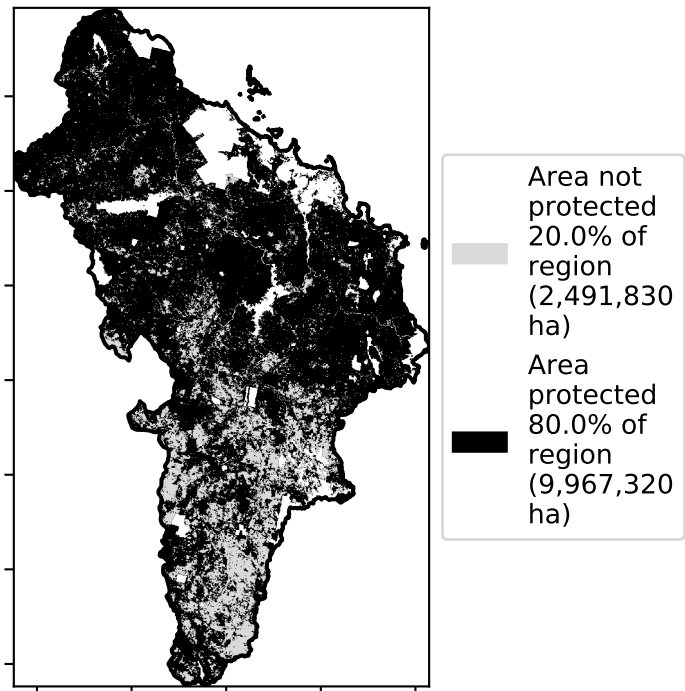 Area not
protected
20.0% of
region
(2,491,830
ha)
Area
protected
80.0% of
region
(9,967,320
ha)